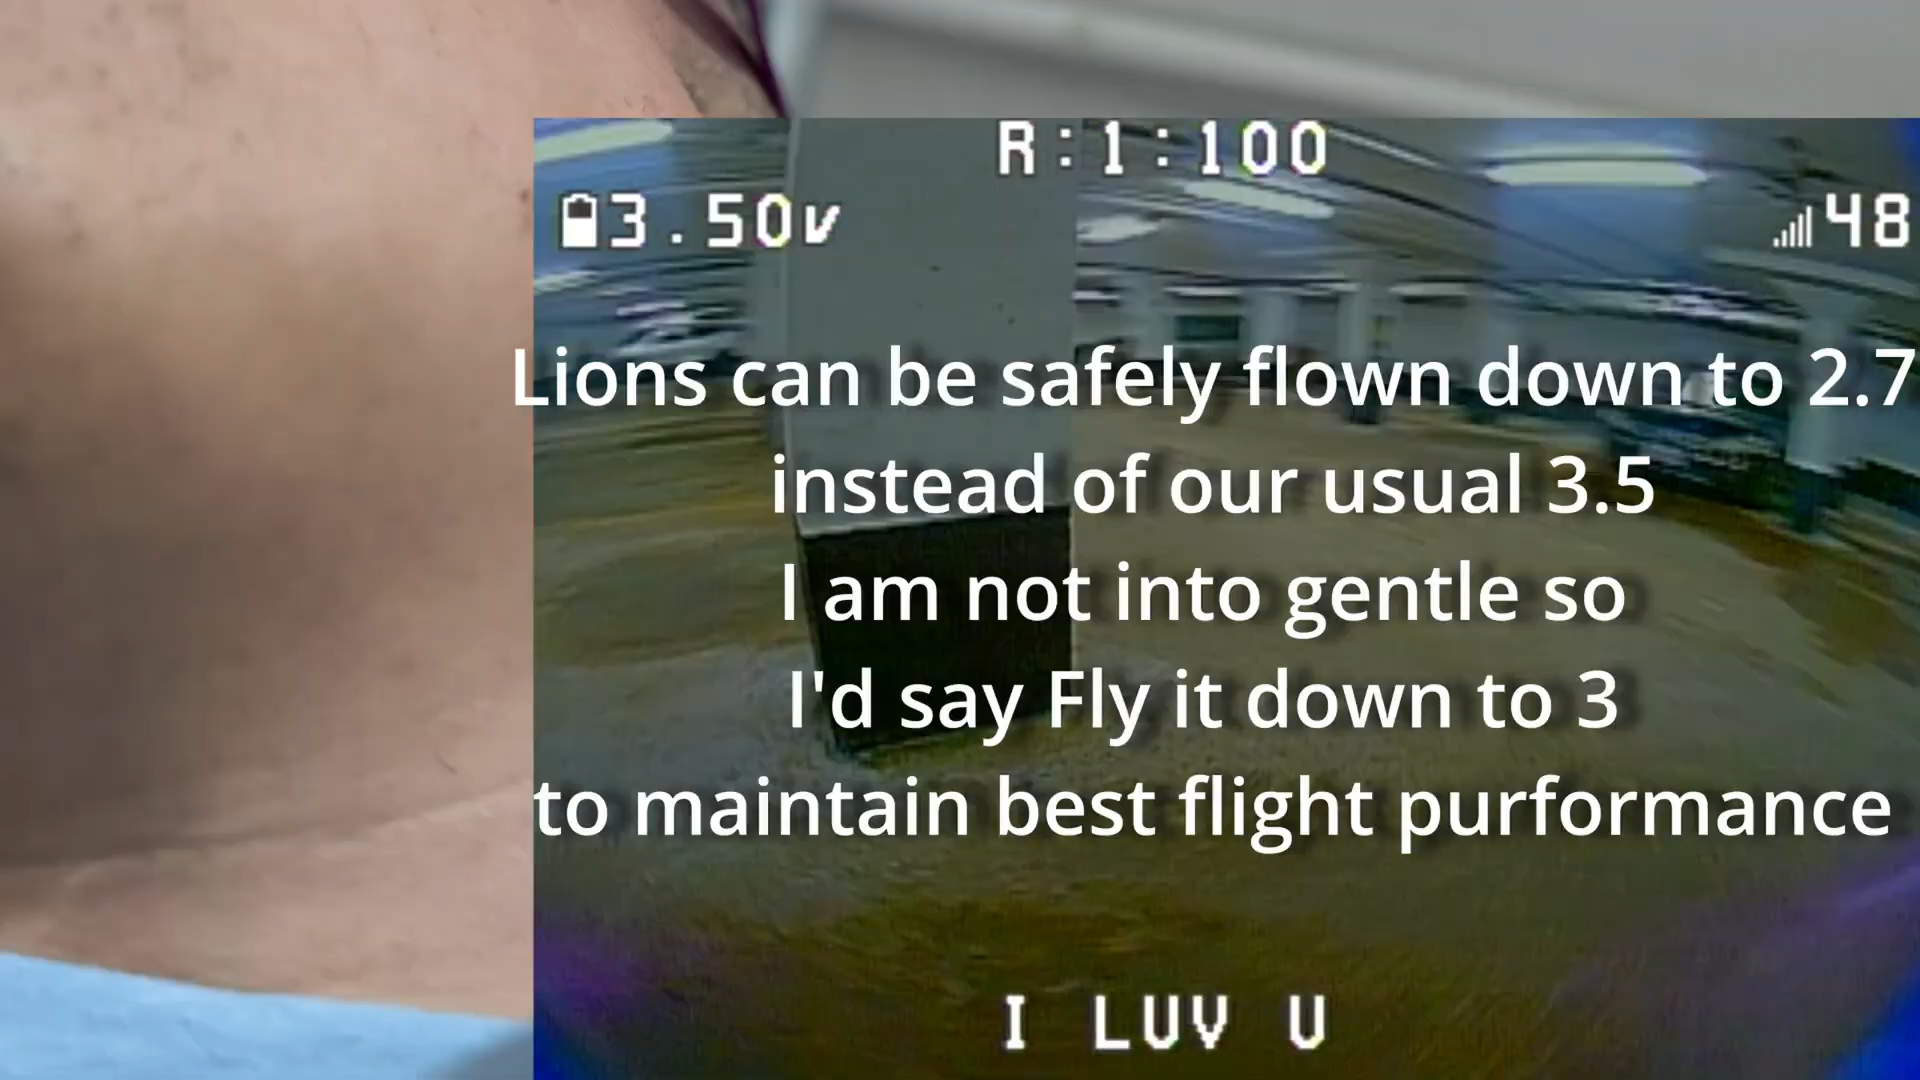 R:1:100
3.50v
48
Lions can be safely flown down to 2.7
instead of our usual 3.5
I am not into gentle so
I'd say Fly it down to 3
to maintain best flight purformance
I LUV U